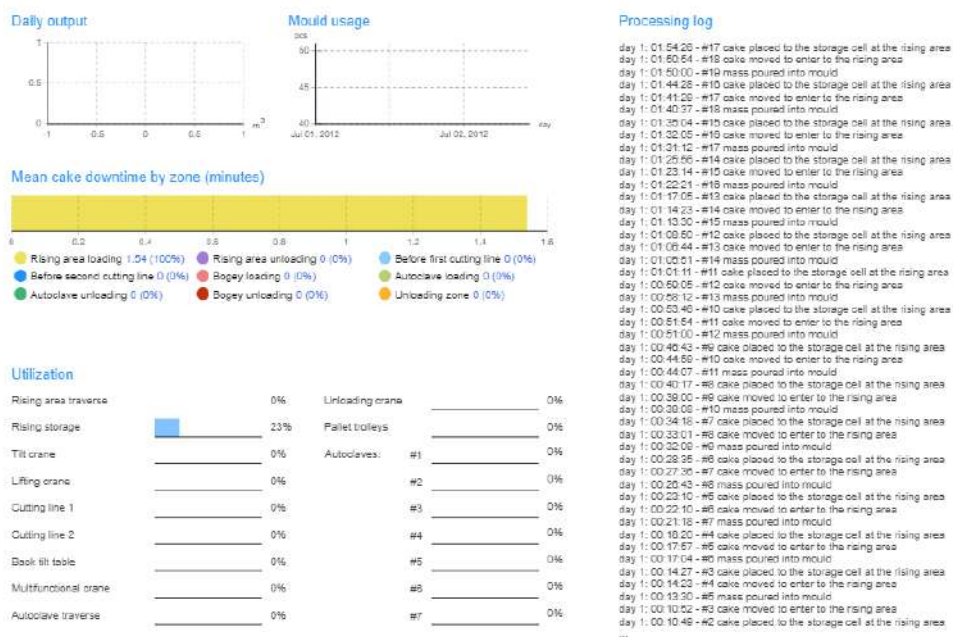 Daily output
1
0.5
0
-1
-0.5
0
0.5
1
m3
Mould usage
pcs
50
45
40
Jul 01, 2012
Jul 02, 2012
day
Mean cake downtime by zone (minutes)
0
0.2
0.4
0.6
0.8
1
1.2
1.4
1.6
Rising area loading 1.54 (100%)
Rising area unloading 0 (0%)
Before first cutting line 0 (0%)
Before second cutting line 0 (0%)
Bogey loading 0 (0%)
Autoclave loading 0 (0%)
Autoclave unloading 0 (0%)
Bogey unloading 0 (0%)
Unloading zone 0 (0%)
Utilization
Rising area traverse 0%
Rising storage 23%
Tilt crane 0%
Lifting crane 0%
Cutting line 1 0%
Cutting line 2 0%
Back tilt table 0%
Multifunctional crane 0%
Autoclave traverse 0%
Unloading crane 0%
Pallet trolleys 0%
Autoclaves: #1 0%
#2 0%
#3 0%
#4 0%
#5 0%
#6 0%
#7 0%
Processing log
day 1: 01:54:26 - #17 cake placed to the storage cell at the rising area
day 1: 01:50:54 - #18 cake moved to enter to the rising area
day 1: 01:50:00 - #19 mass poured into mould
day 1: 01:44:28 - #16 cake placed to the storage cell at the rising area
day 1: 01:41:29 - #17 cake moved to enter to the rising area
day 1: 01:40:37 - #18 mass poured into mould
day 1: 01:35:04 - #15 cake placed to the storage cell at the rising area
day 1: 01:32:05 - #16 cake moved to enter to the rising area
day 1: 01:31:12 - #17 mass poured into mould
day 1: 01:25:56 - #14 cake placed to the storage cell at the rising area
day 1: 01:23:14 - #15 cake moved to enter to the rising area
day 1: 01:22:21 - #16 mass poured into mould
day 1: 01:17:05 - #13 cake placed to the storage cell at the rising area
day 1: 01:14:23 - #14 cake moved to enter to the rising area
day 1: 01:13:30 - #15 mass poured into mould
day 1: 01:08:50 - #12 cake placed to the storage cell at the rising area
day 1: 01:06:44 - #13 cake moved to enter to the rising area
day 1: 01:05:51 - #14 mass poured into mould
day 1: 01:01:11 - #11 cake placed to the storage cell at the rising area
day 1: 00:59:05 - #12 cake moved to enter to the rising area
day 1: 00:58:12 - #13 mass poured into mould
day 1: 00:53:46 - #10 cake placed to the storage cell at the rising area
day 1: 00:51:54 - #11 cake moved to enter to the rising area
day 1: 00:51:00 - #12 mass poured into mould
day 1: 00:46:43 - #9 cake placed to the storage cell at the rising area
day 1: 00:44:59 - #10 cake moved to enter to the rising area
day 1: 00:44:07 - #11 mass poured into mould
day 1: 00:40:17 - #8 cake placed to the storage cell at the rising area
day 1: 00:39:00 - #9 cake moved to enter to the rising area
day 1: 00:38:08 - #10 mass poured into mould
day 1: 00:34:18 - #7 cake placed to the storage cell at the rising area
day 1: 00:33:01 - #8 cake moved to enter to the rising area
day 1: 00:32:09 - #9 mass poured into mould
day 1: 00:28:35 - #6 cake placed to the storage cell at the rising area
day 1: 00:27:36 - #7 cake moved to enter to the rising area
day 1: 00:26:43 - #8 mass poured into mould
day 1: 00:23:10 - #5 cake placed to the storage cell at the rising area
day 1: 00:22:10 - #6 cake moved to enter to the rising area
day 1: 00:21:18 - #7 mass poured into mould
day 1: 00:18:20 - #4 cake placed to the storage cell at the rising area
day 1: 00:17:57 - #5 cake moved to enter to the rising area
day 1: 00:17:04 - #6 mass poured into mould
day 1: 00:14:27 - #3 cake placed to the storage cell at the rising area
day 1: 00:14:23 - #4 cake moved to enter to the rising area
day 1: 00:13:30 - #5 mass poured into mould
day 1: 00:10:52 - #3 cake moved to enter to the rising area
day 1: 00:10:49 - #2 cake placed to the storage cell at the rising area
...